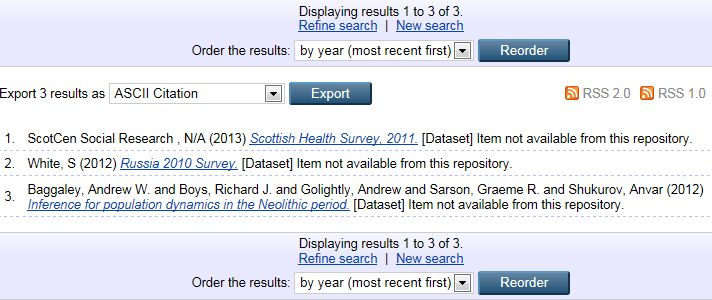 Displaying results 1 to 3 of 3.
Refine search | New search
Order the results: by year (most recent first) Reorder
Export 3 results as ASCII Citation Export RSS 2.0 RSS 1.0
1. ScotCen Social Research , N/A (2013) Scottish Health Survey, 2011. [Dataset] Item not available from this repository.
2. White, S (2012) Russia 2010 Survey. [Dataset] Item not available from this repository.
3. Baggaley, Andrew W. and Boys, Richard J. and Golightly, Andrew and Sarson, Graeme R. and Shukurov, Anvar (2012)
Inference for population dynamics in the Neolithic period. [Dataset] Item not available from this repository.
Displaying results 1 to 3 of 3.
Refine search | New search
Order the results: by year (most recent first) Reorder